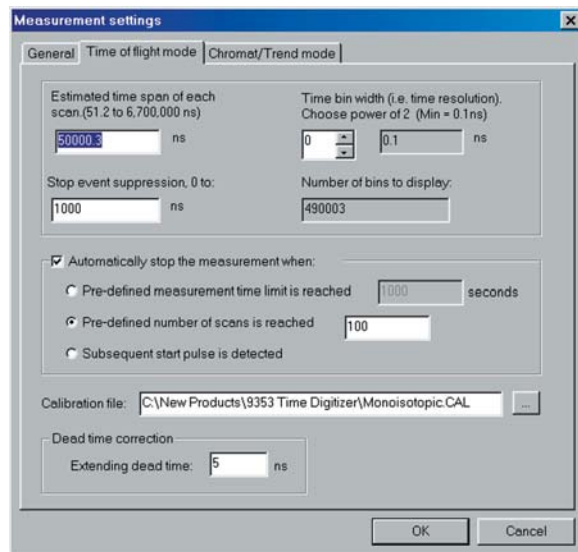 Measurement settings
General Time of flight mode Chromat/Trend mode
Estimated time span of each
scan.(51.2 to 6,700,000 ns)
50000.3 ns
Time bin width (i.e. time resolution).
Choose power of 2 (Min = 0.1ns)
0 0.1 ns
Stop event suppression, 0 to:
1000 ns
Number of bins to display:
490003
Automatically stop the measurement when:
Pre-defined measurement time limit is reached 1000 seconds
Pre-defined number of scans is reached 100
Subsequent start pulse is detected
Calibration file: C:\New Products\9353 Time Digitizer\Monoisotopic.CAL ...
Dead time correction
Extending dead time: 5 ns
OK Cancel